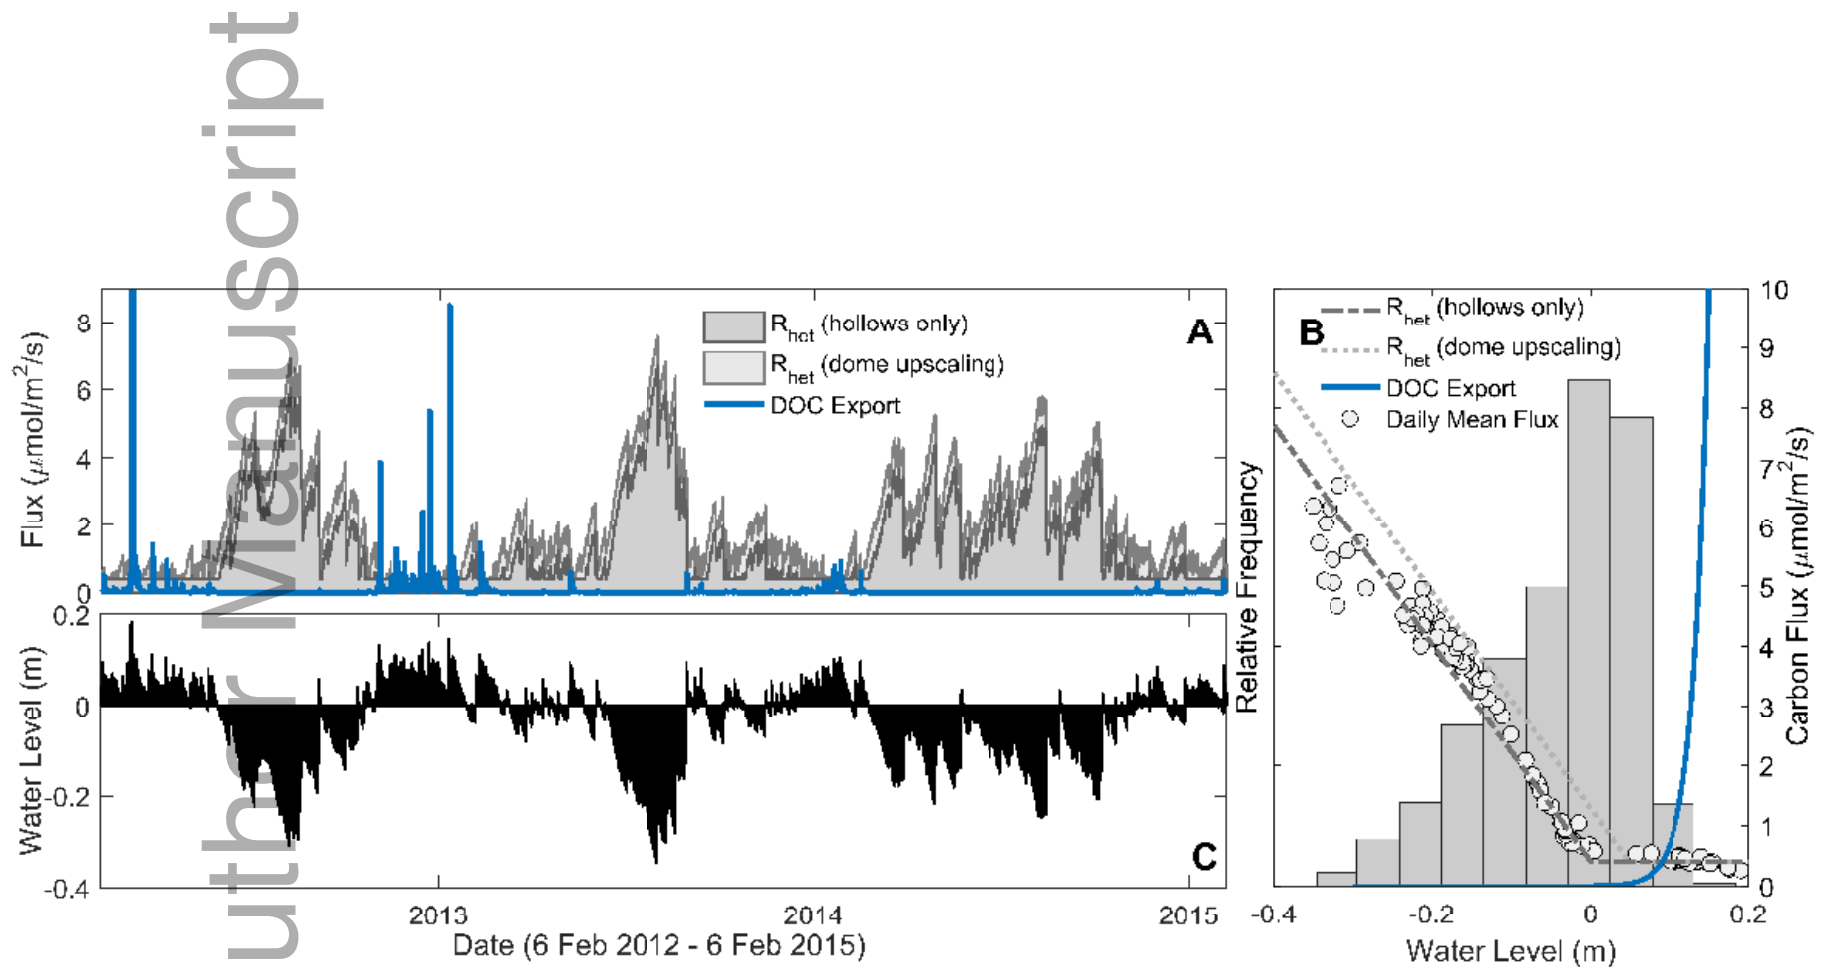 uthor Manuscript
Flux (μmol/m²/s)
8
6
4
2
0
R_het (hollows only)
R_het (dome upscaling)
DOC Export
A
Water Level (m)
0.2
0
-0.2
-0.4
C
2013
2014
2015
Date (6 Feb 2012 - 6 Feb 2015)
Relative Frequency
B
R_het (hollows only)
R_het (dome upscaling)
DOC Export
Daily Mean Flux
10
9
8
7
6
5
4
3
2
1
0
Carbon Flux (μmol/m²/s)
-0.4
-0.2
0
0.2
Water Level (m)